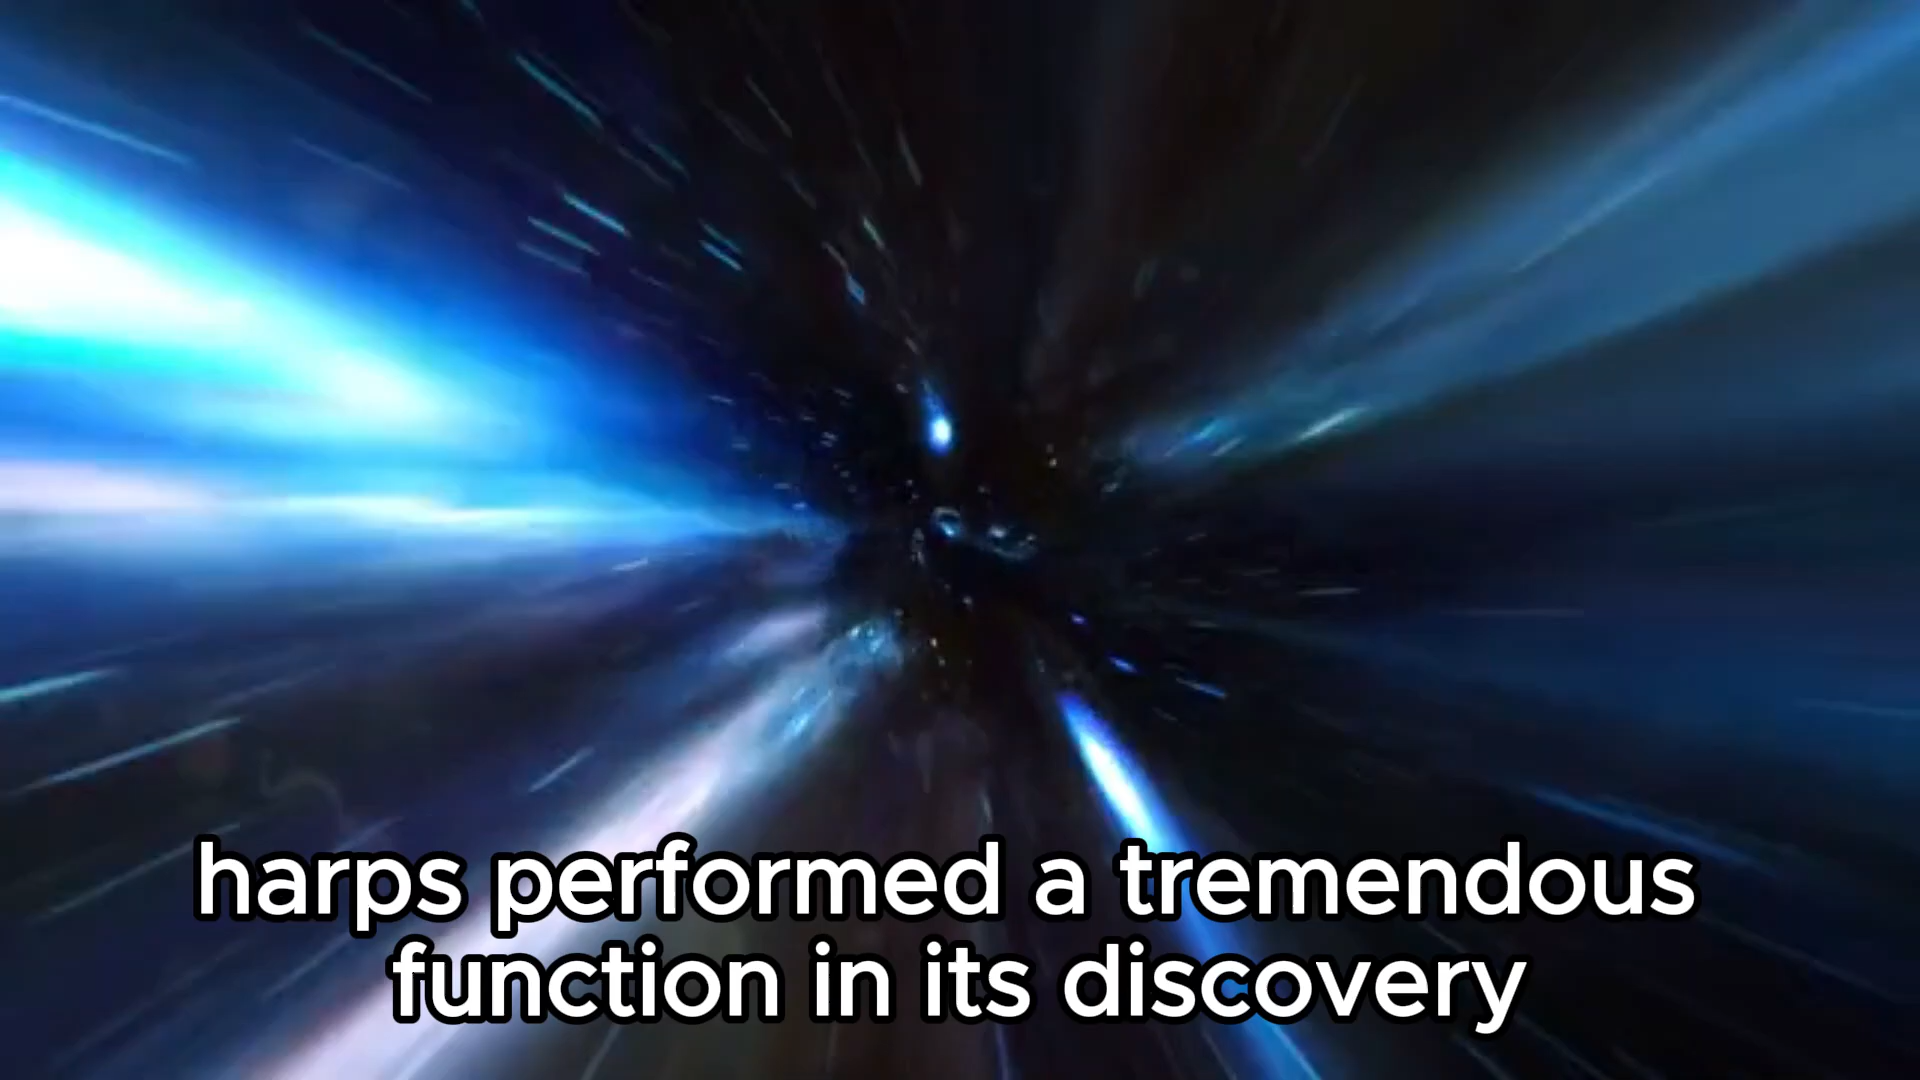 harps performed a tremendous
function in its discovery